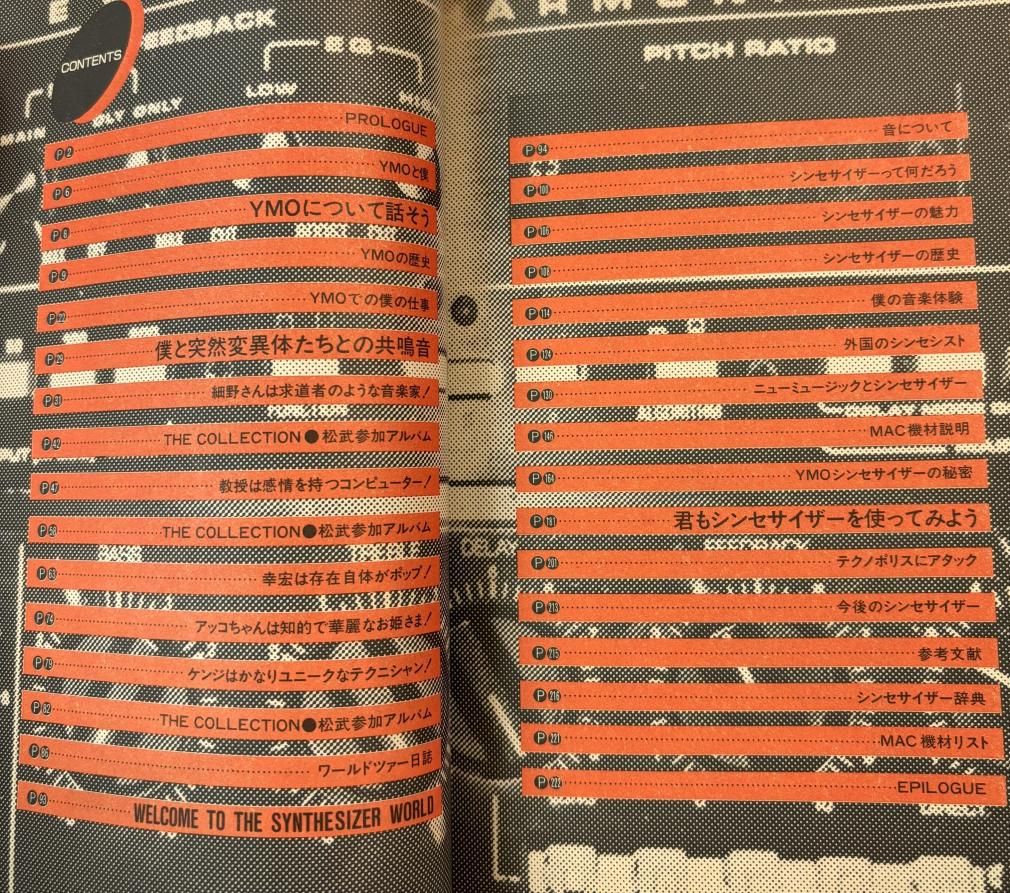 CONTENTS
FEEDBACK
EQ
LOW
MAIN
DLY ONLY
P2 PROLOGUE
P6 YMOと僕
P8 YMOについて話そう
P9 YMOの歴史
P22 YMOでの僕の仕事
P29 僕と突然変異体たちとの共鳴音
P31 細野さんは求道者のような音楽家!
P42 THE COLLECTION●松武参加アルバム
P47 教授は感情を持つコンピューター!
P58 THE COLLECTION●松武参加アルバム
P63 幸宏は存在自体がポップ!
P74 アッコちゃんは知的で華麗なお姫さま!
P79 ケンジはかなりユニークなテクニシャン!
P82 THE COLLECTION●松武参加アルバム
P86 ワールドツァー日誌
P93 WELCOME TO THE SYNTHESIZER WORLD
PITCH RATIO
P94 音について
P100 シンセサイザーって何だろう
P106 シンセサイザーの魅力
P108 シンセサイザーの歴史
P114 僕の音楽体験
P124 外国のシンセシスト
P130 ニューミュージックとシンセサイザー
P146 MAC機材説明
P164 YMOシンセサイザーの秘密
P181 君もシンセサイザーを使ってみよう
P201 テクノポリスにアタック
P213 今後のシンセサイザー
P215 参考文献
P216 シンセサイザー辞典
P221 MAC機材リスト
P222 EPILOGUE